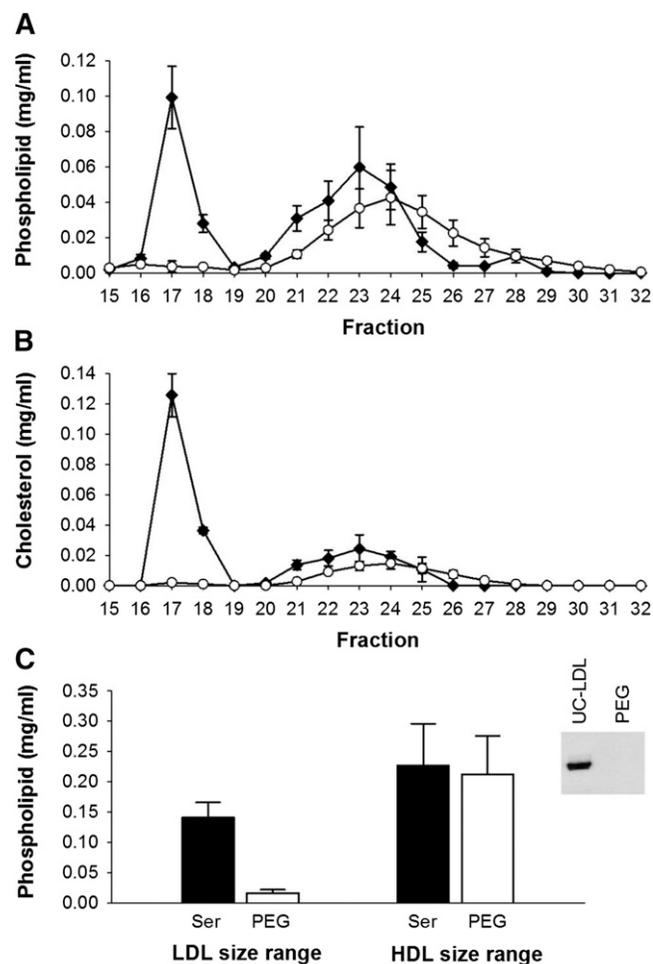 A
Phospholipid (mg/ml)
0.12
0.10
0.08
0.06
0.04
0.02
0.00
15 16 17 18 19 20 21 22 23 24 25 26 27 28 29 30 31 32
Fraction
B
Cholesterol (mg/ml)
0.14
0.12
0.10
0.08
0.06
0.04
0.02
0.00
15 16 17 18 19 20 21 22 23 24 25 26 27 28 29 30 31 32
Fraction
C
Phospholipid (mg/ml)
0.35
0.30
0.25
0.20
0.15
0.10
0.05
0.00
Ser PEG Ser PEG
LDL size range HDL size range
UC-LDL
PEG